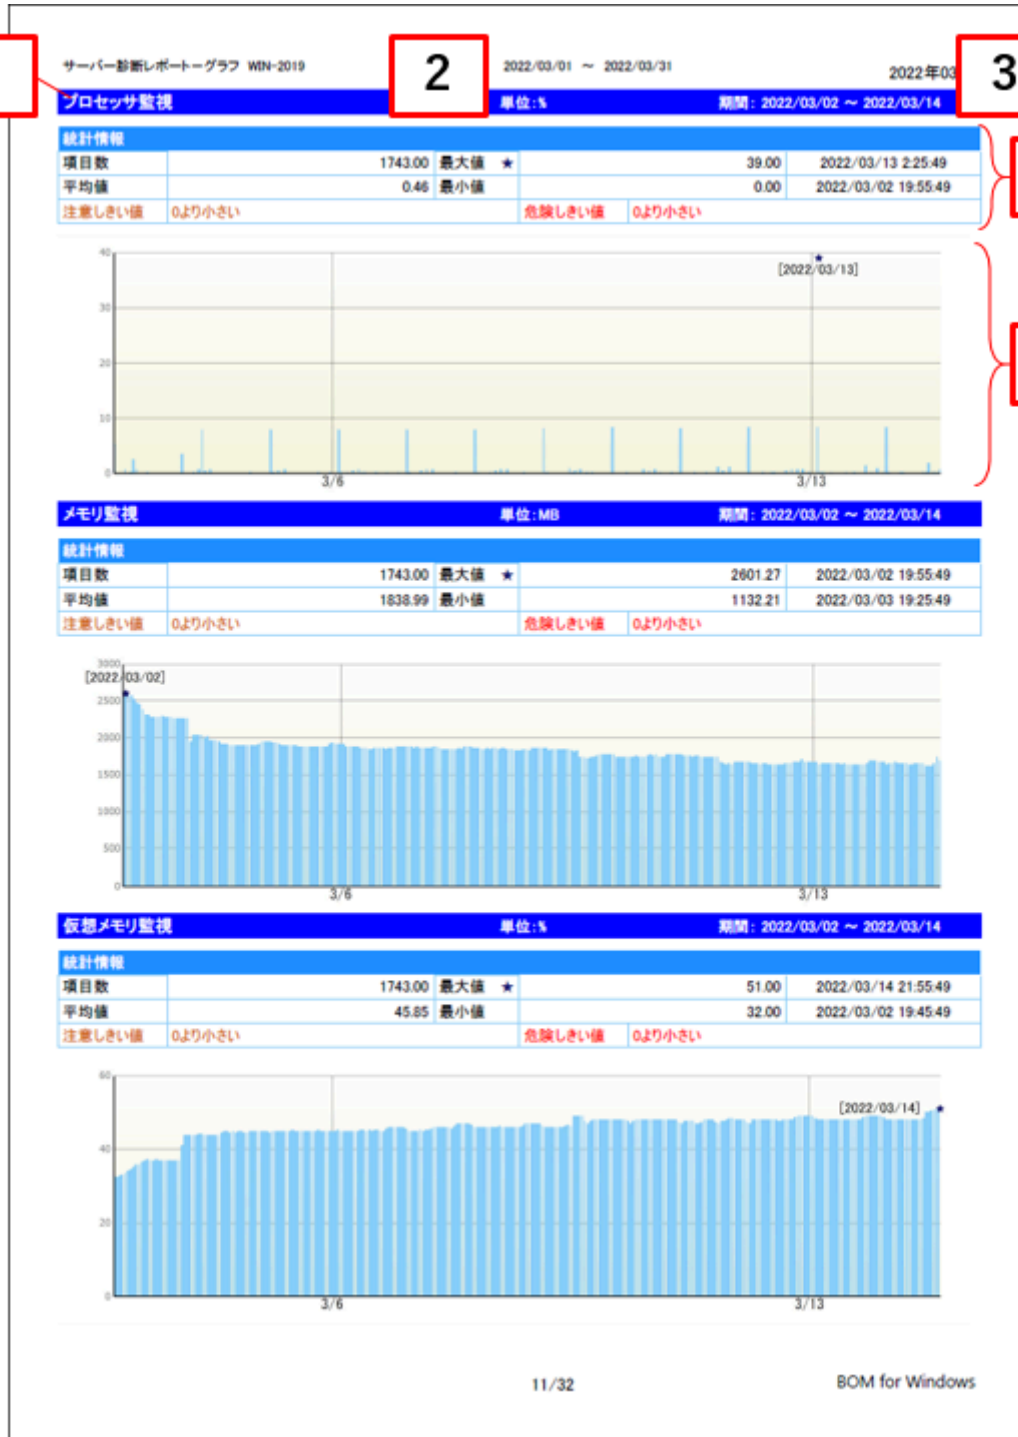 サーバー診断レポートーグラフ WIN-2019
2
2022/03/01 ～ 2022/03/31
2022年03
3
プロセッサ監視 単位:% 期間: 2022/03/02 ～ 2022/03/14
統計情報
項目数 1743.00 最大値 ★ 39.00 2022/03/13 2:25:49
平均値 0.46 最小値 0.00 2022/03/02 19:55:49
注意しきい値 0より小さい 危険しきい値 0より小さい
40
★
[2022/03/13]
30
20
10
0
3/6 3/13
メモリ監視 単位:MB 期間: 2022/03/02 ～ 2022/03/14
統計情報
項目数 1743.00 最大値 ★ 2601.27 2022/03/02 19:55:49
平均値 1838.99 最小値 1132.21 2022/03/03 19:25:49
注意しきい値 0より小さい 危険しきい値 0より小さい
3000
[2022/03/02]
★
2500
2000
1500
1000
500
0
3/6 3/13
仮想メモリ監視 単位:% 期間: 2022/03/02 ～ 2022/03/14
統計情報
項目数 1743.00 最大値 ★ 51.00 2022/03/14 21:55:49
平均値 45.85 最小値 32.00 2022/03/02 19:45:49
注意しきい値 0より小さい 危険しきい値 0より小さい
60
[2022/03/14] ★
40
20
0
3/6 3/13
11/32 BOM for Windows